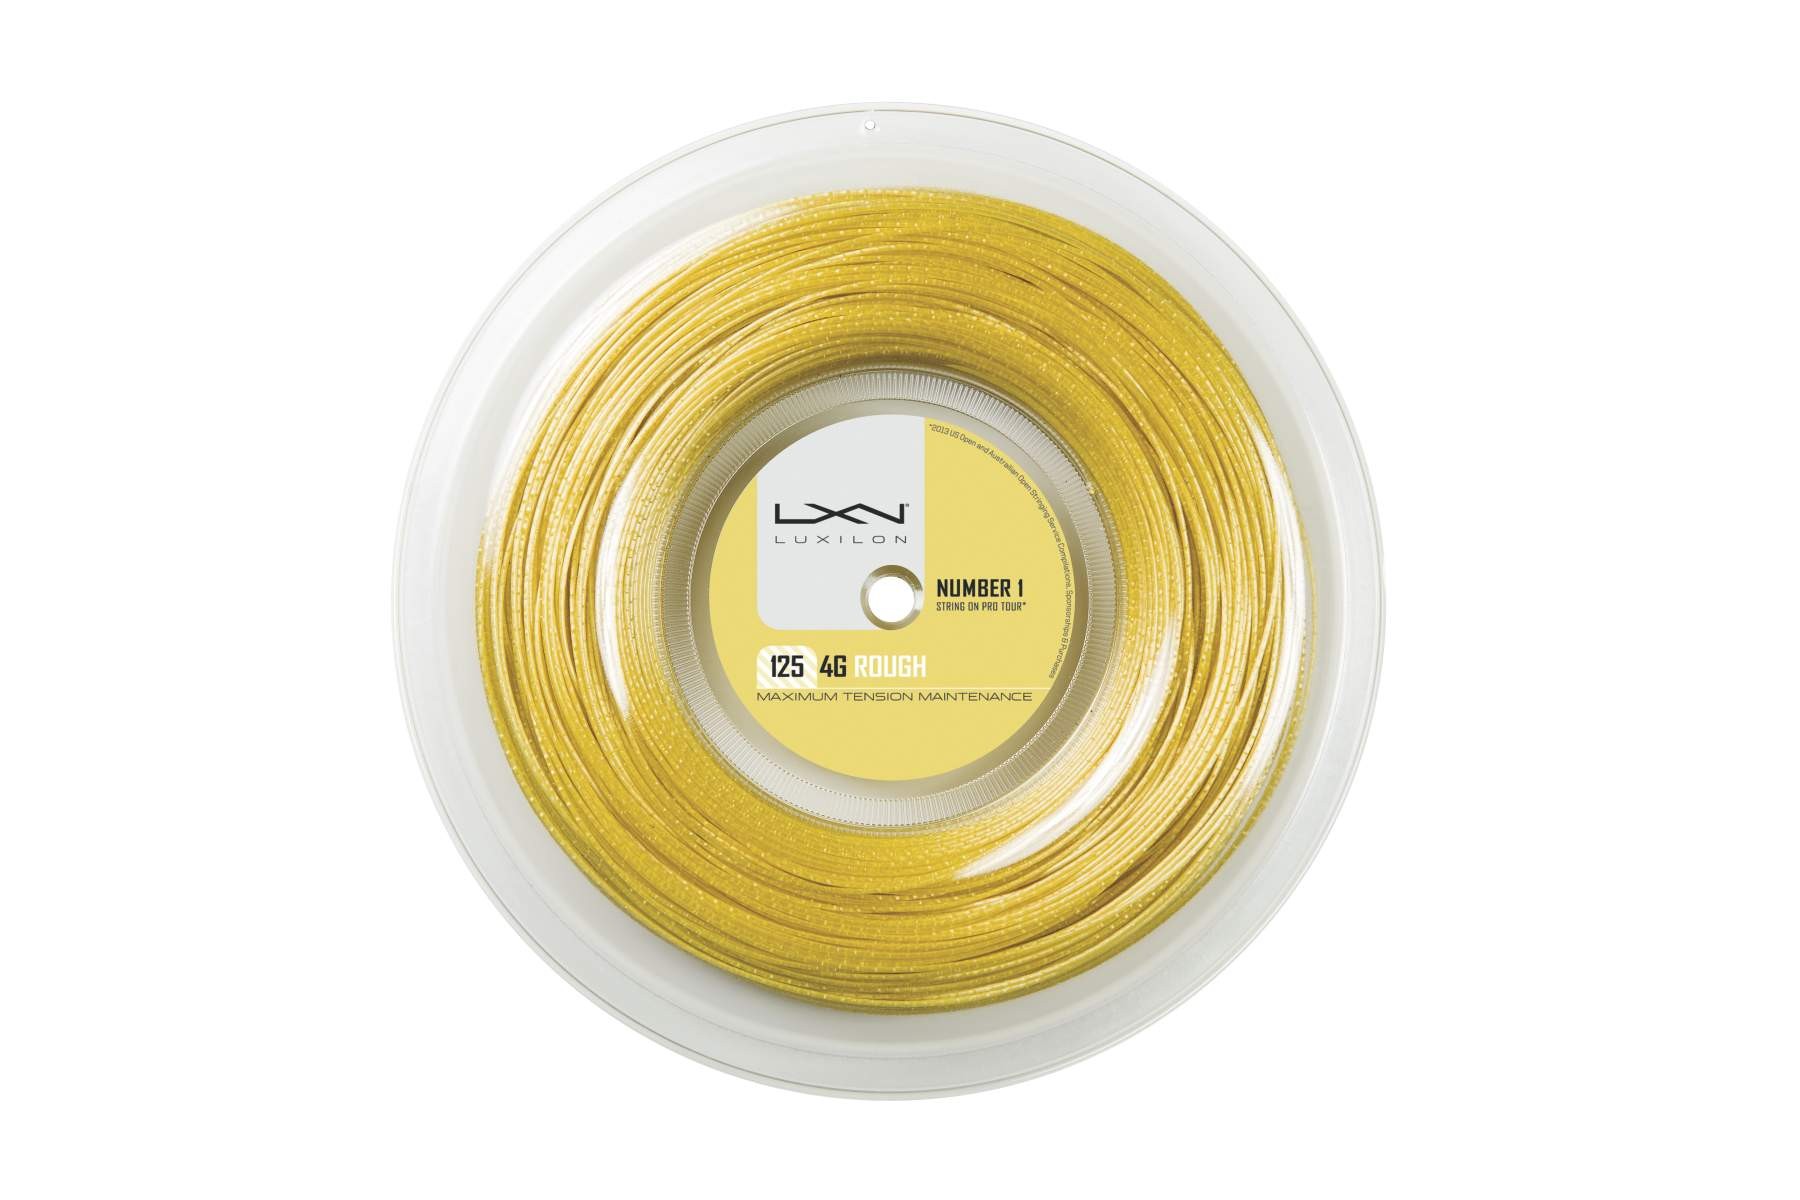 LXN®
LUXILON
NUMBER 1
STRING ON PRO TOUR*
125 4G ROUGH
MAXIMUM TENSION MAINTENANCE
*2013 US Open and Australian Open Stringing Service Compilations, Sponsorships & Purchases